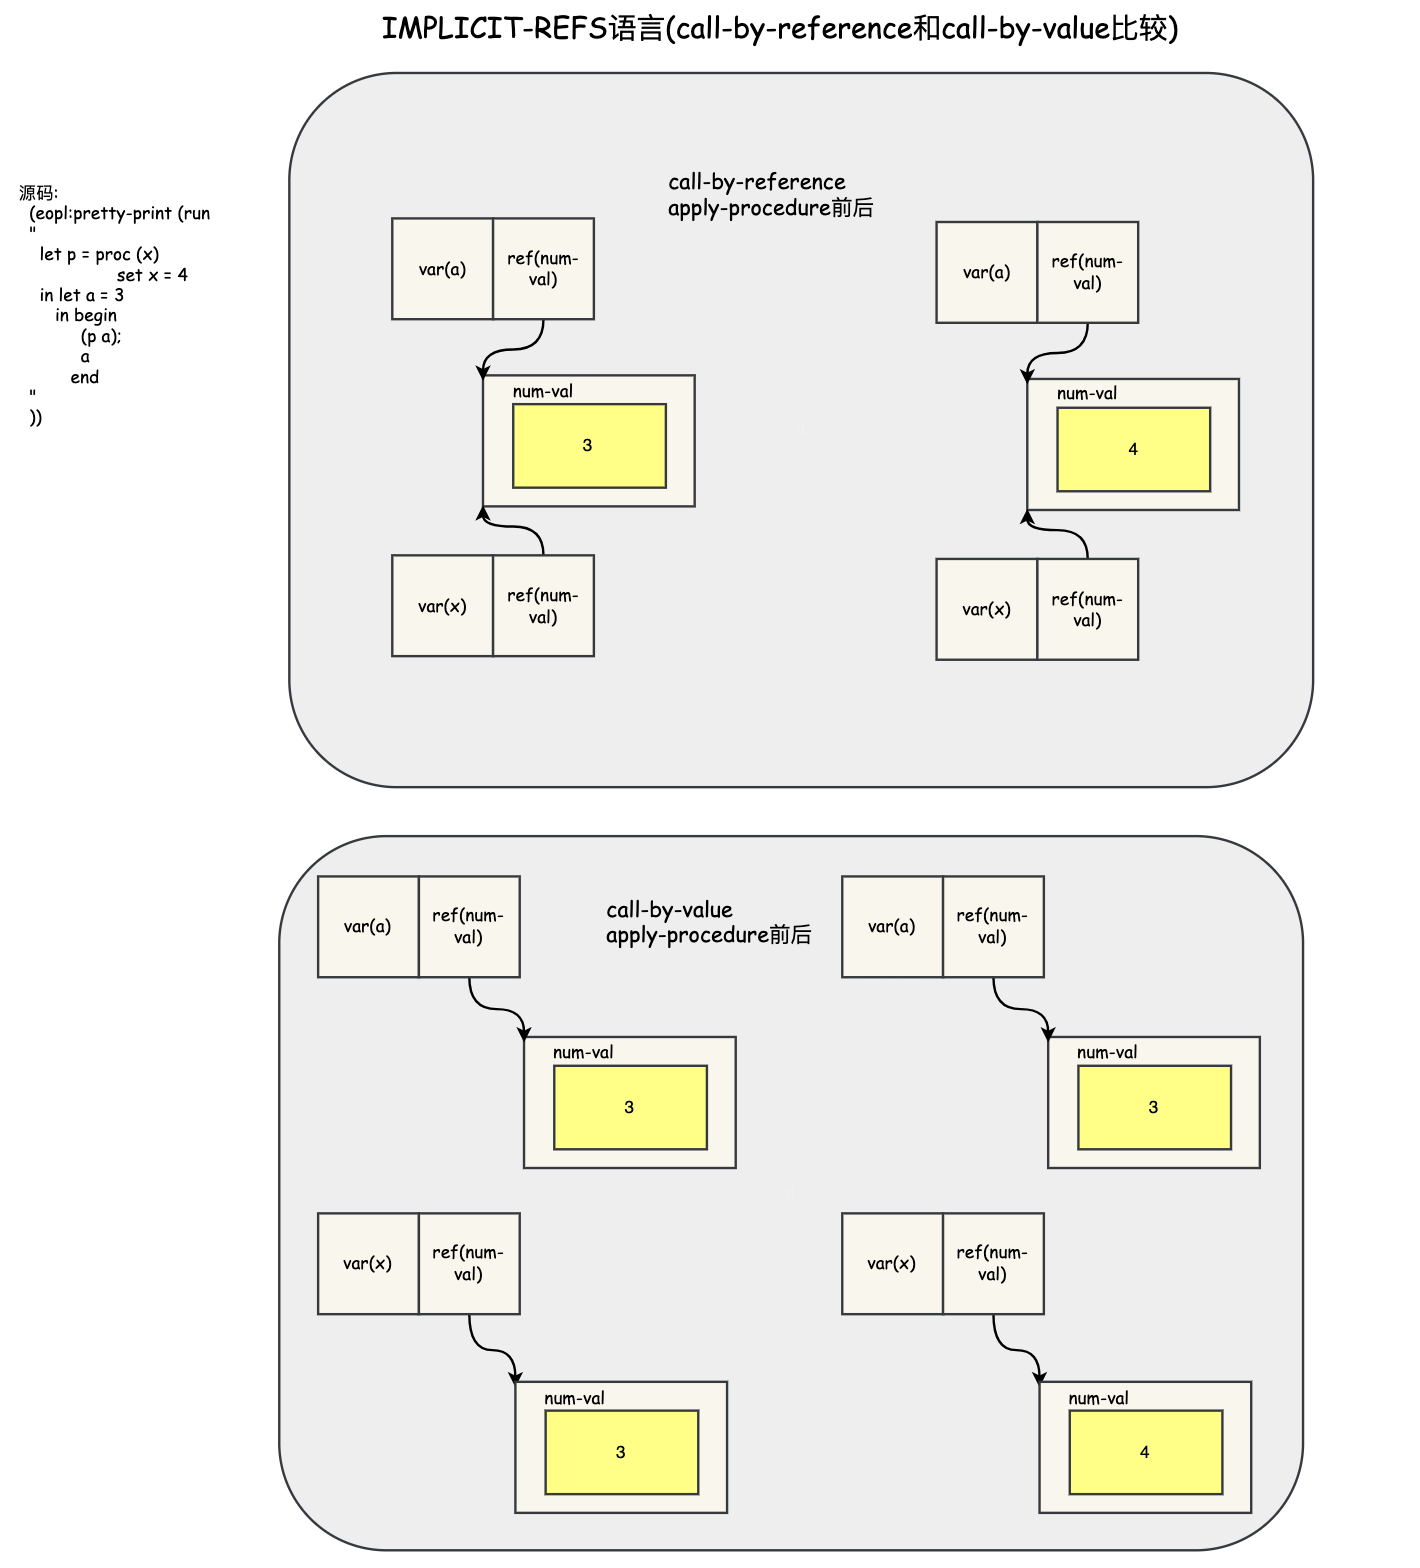 IMPLICIT-REFS语言(call-by-reference和call-by-value比较)
源码:
(eopl:pretty-print (run
"
let p = proc (x)
set x = 4
in let a = 3
in begin
(p a);
a
end
"
))
call-by-reference
apply-procedure前后
var(a)
ref(num-
val)
num-val
3
var(x)
ref(num-
val)
var(a)
ref(num-
val)
num-val
4
var(x)
ref(num-
val)
call-by-value
apply-procedure前后
var(a)
ref(num-
val)
num-val
3
var(x)
ref(num-
val)
num-val
3
var(a)
ref(num-
val)
num-val
3
var(x)
ref(num-
val)
num-val
4